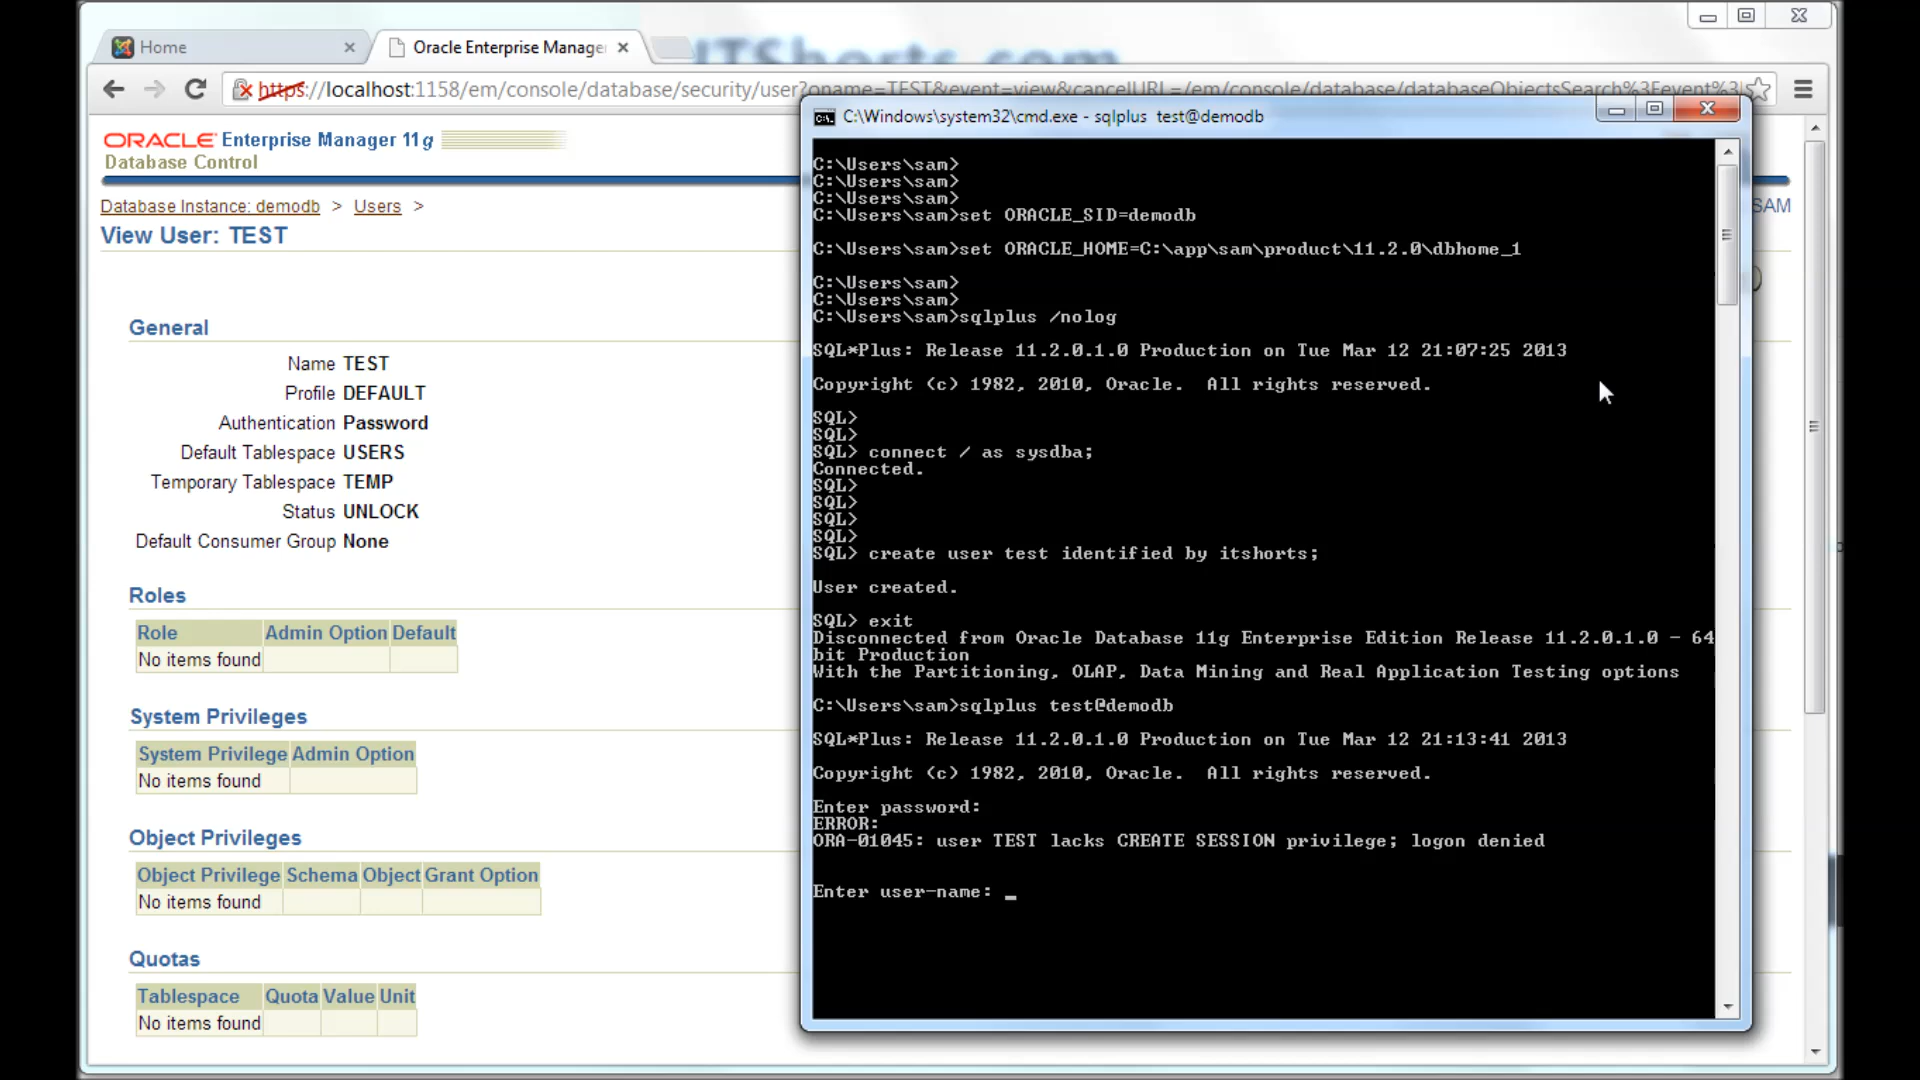 Home
Oracle Enterprise Manager
ITShorts.com
https://localhost:1158/em/console/database/security/user?oname=TEST&event=view&cancelURL=/em/console/database/databaseObjectsSearch%3Fevent%3
ORACLE Enterprise Manager 11g
Database Control
Database Instance: demodb > Users >
SAM
View User: TEST
General
Name TEST
Profile DEFAULT
Authentication Password
Default Tablespace USERS
Temporary Tablespace TEMP
Status UNLOCK
Default Consumer Group None
Roles
Role Admin Option Default
No items found
System Privileges
System Privilege Admin Option
No items found
Object Privileges
Object Privilege Schema Object Grant Option
No items found
Quotas
Tablespace Quota Value Unit
No items found
C:\Windows\system32\cmd.exe - sqlplus test@demodb
C:\Users\sam>
C:\Users\sam>
C:\Users\sam>
C:\Users\sam>set ORACLE_SID=demodb
C:\Users\sam>set ORACLE_HOME=C:\app\sam\product\11.2.0\dbhome_1
C:\Users\sam>
C:\Users\sam>
C:\Users\sam>sqlplus /nolog
SQL*Plus: Release 11.2.0.1.0 Production on Tue Mar 12 21:07:25 2013
Copyright (c) 1982, 2010, Oracle. All rights reserved.
SQL>
SQL>
SQL> connect / as sysdba;
Connected.
SQL>
SQL>
SQL>
SQL>
SQL> create user test identified by itshorts;
User created.
SQL> exit
Disconnected from Oracle Database 11g Enterprise Edition Release 11.2.0.1.0 - 64
bit Production
With the Partitioning, OLAP, Data Mining and Real Application Testing options
C:\Users\sam>sqlplus test@demodb
SQL*Plus: Release 11.2.0.1.0 Production on Tue Mar 12 21:13:41 2013
Copyright (c) 1982, 2010, Oracle. All rights reserved.
Enter password:
ERROR:
ORA-01045: user TEST lacks CREATE SESSION privilege; logon denied
Enter user-name: _